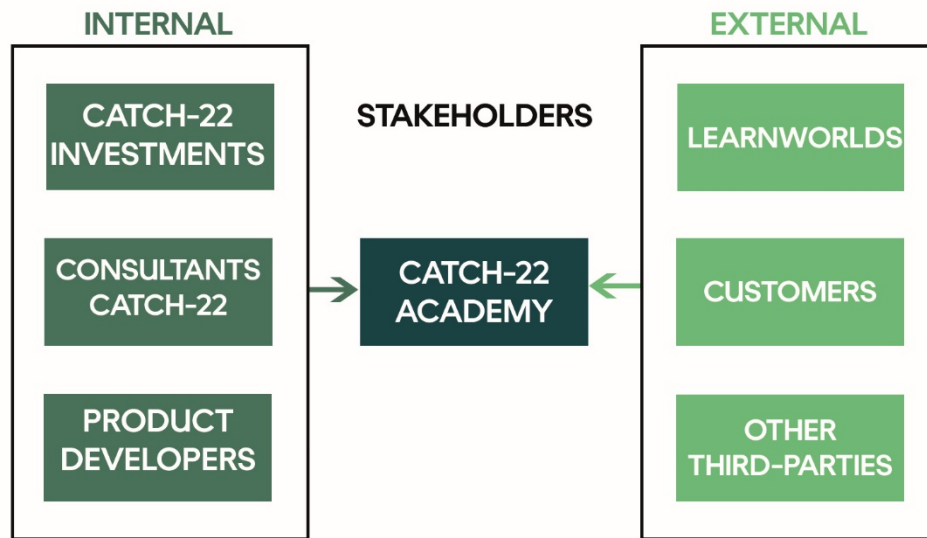 INTERNAL
CATCH-22
INVESTMENTS
CONSULTANTS
CATCH-22
PRODUCT
DEVELOPERS
STAKEHOLDERS
CATCH-22
ACADEMY
EXTERNAL
LEARNWORLDS
CUSTOMERS
OTHER
THIRD-PARTIES